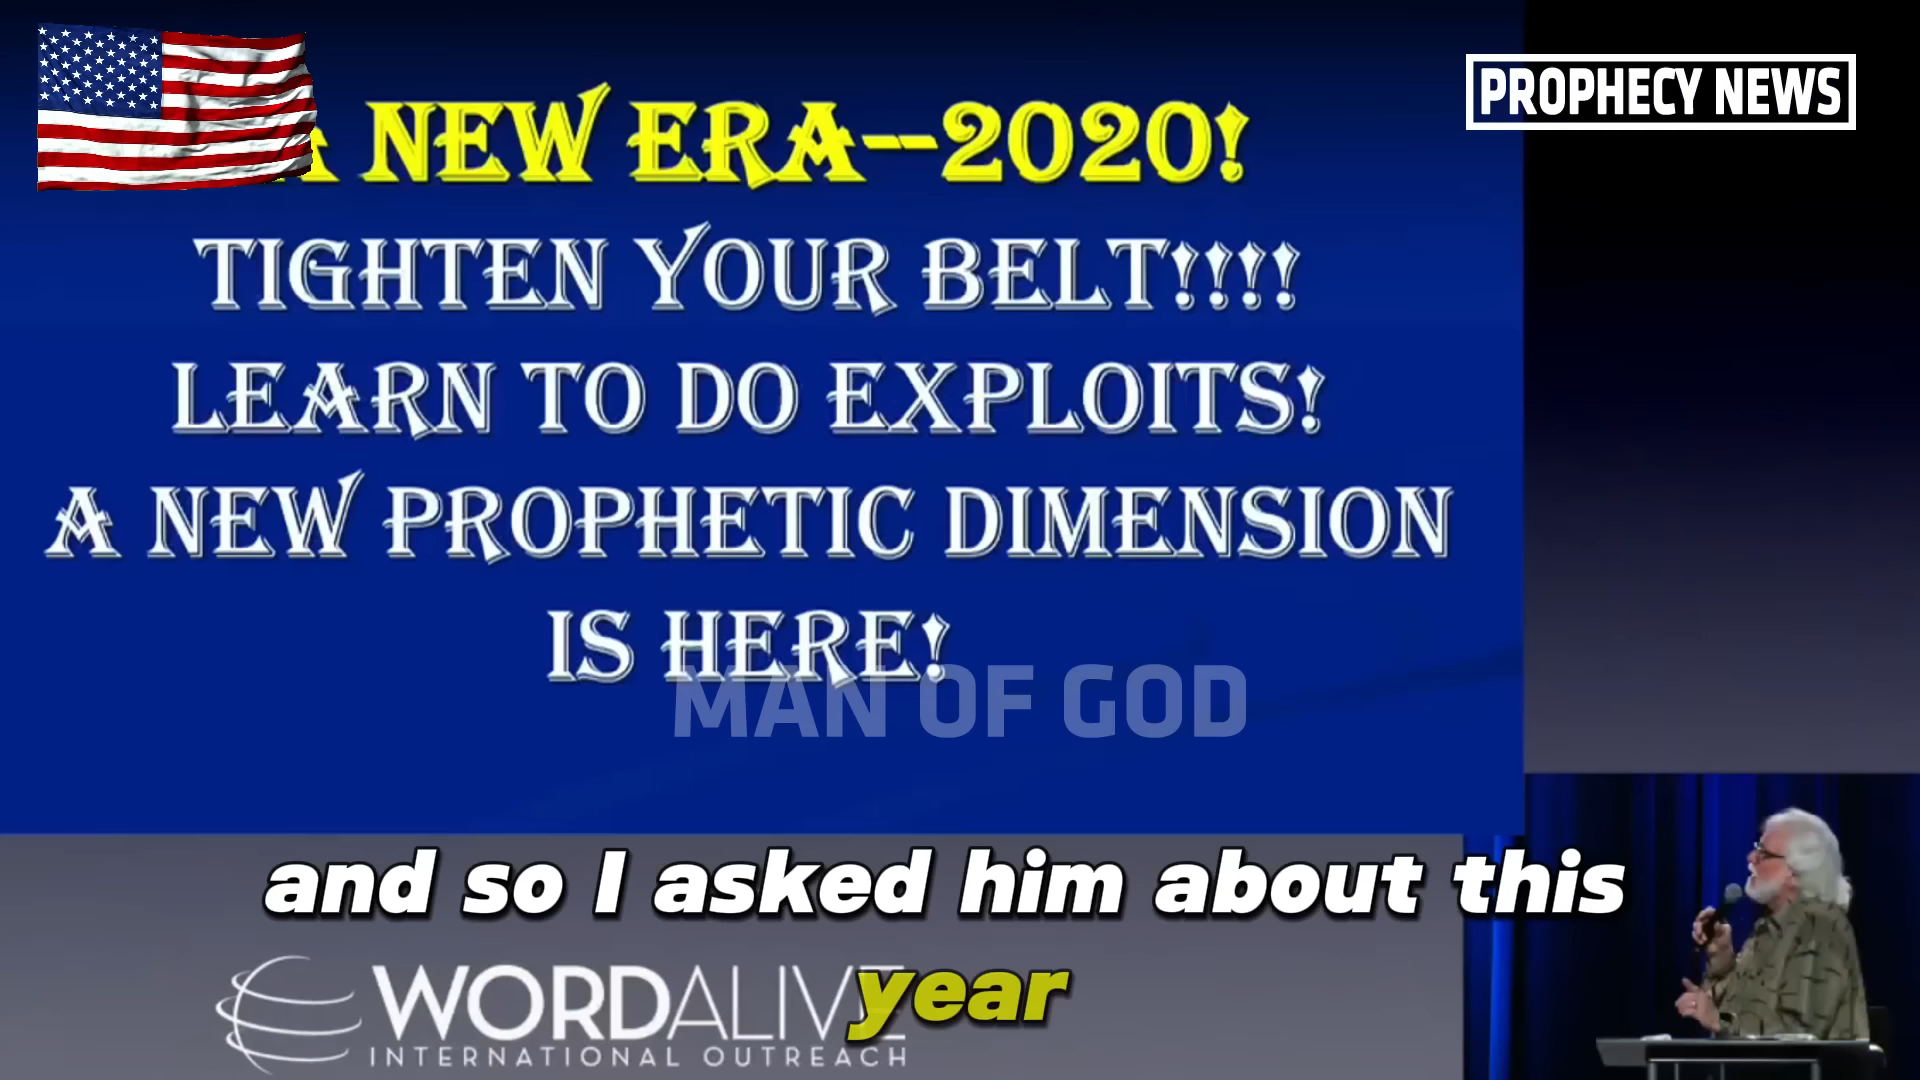 PROPHECY NEWS
A NEW ERA--2020!
TIGHTEN YOUR BELT!!!!
LEARN TO DO EXPLOITS!
A NEW PROPHETIC DIMENSION
IS HERE!
MAN OF GOD
and so I asked him about this
year
WORDALIVE
INTERNATIONAL OUTREACH